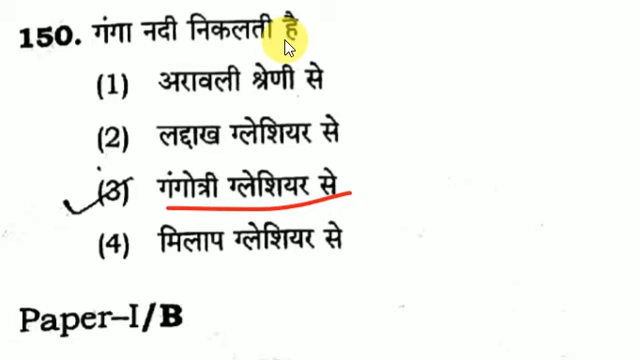 150. गंगा नदी निकलती है
(1) अरावली श्रेणी से
(2) लद्दाख ग्लेशियर से
(3) गंगोत्री ग्लेशियर से
(4) मिलाप ग्लेशियर से
Paper–I/B